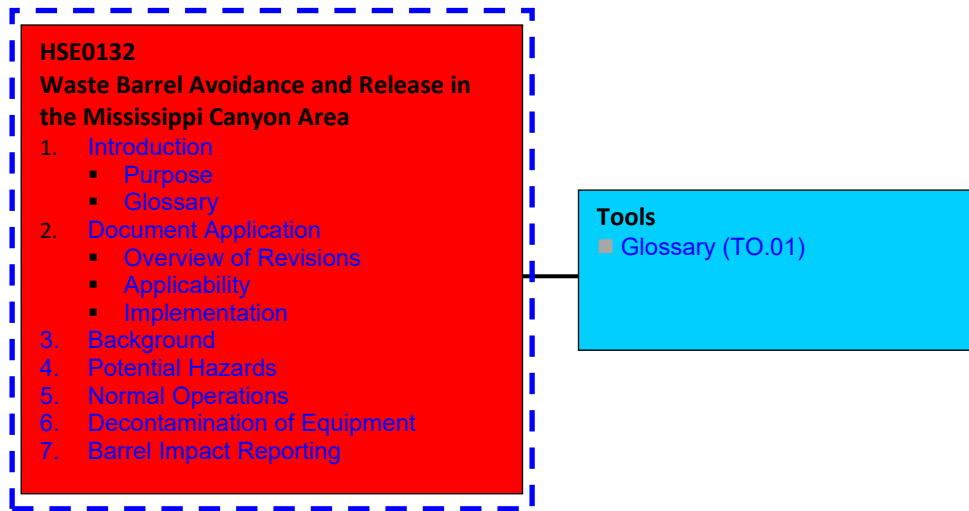 HSE0132
Waste Barrel Avoidance and Release in
the Mississippi Canyon Area
1. Introduction
▪ Purpose
▪ Glossary
2. Document Application
▪ Overview of Revisions
▪ Applicability
▪ Implementation
3. Background
4. Potential Hazards
5. Normal Operations
6. Decontamination of Equipment
7. Barrel Impact Reporting
Tools
■ Glossary (TO.01)